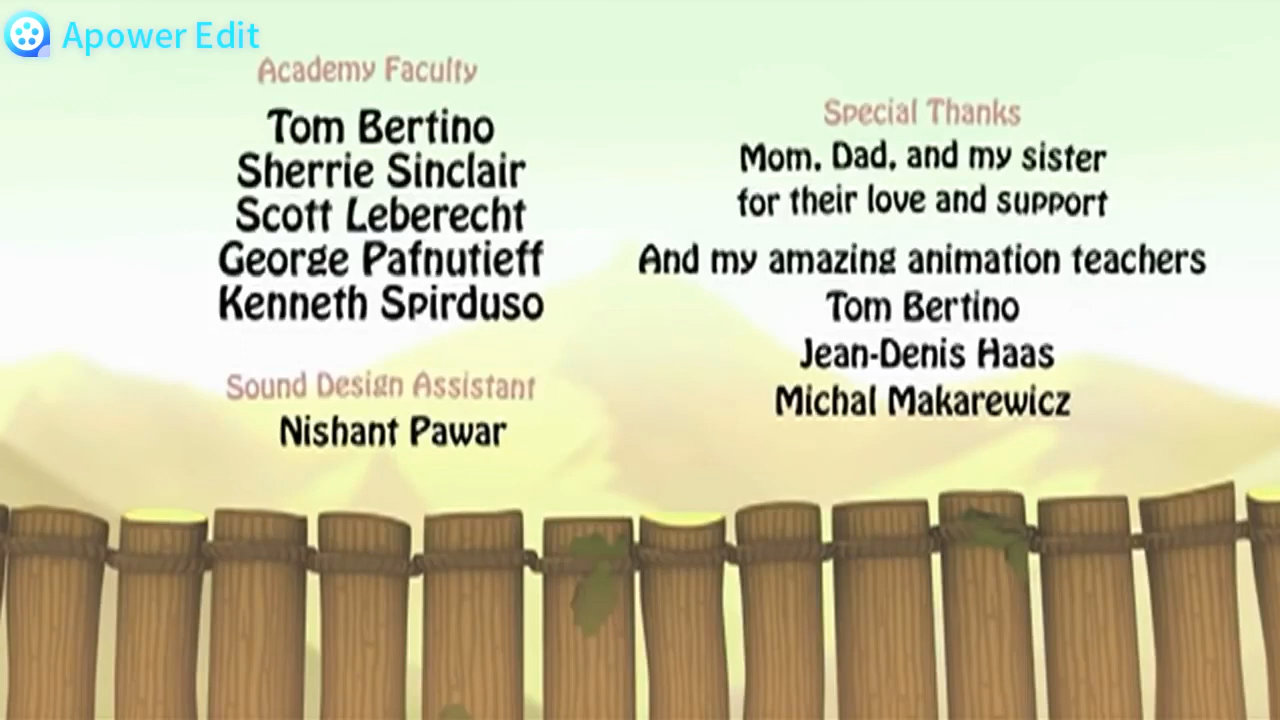 Apower Edit
Academy Faculty
Tom Bertino
Sherrie Sinclair
Scott Leberecht
George Pafnutieff
Kenneth Spirduso
Sound Design Assistant
Nishant Pawar
Special Thanks
Mom, Dad, and my sister
for their love and support
And my amazing animation teachers
Tom Bertino
Jean-Denis Haas
Michal Makarewicz